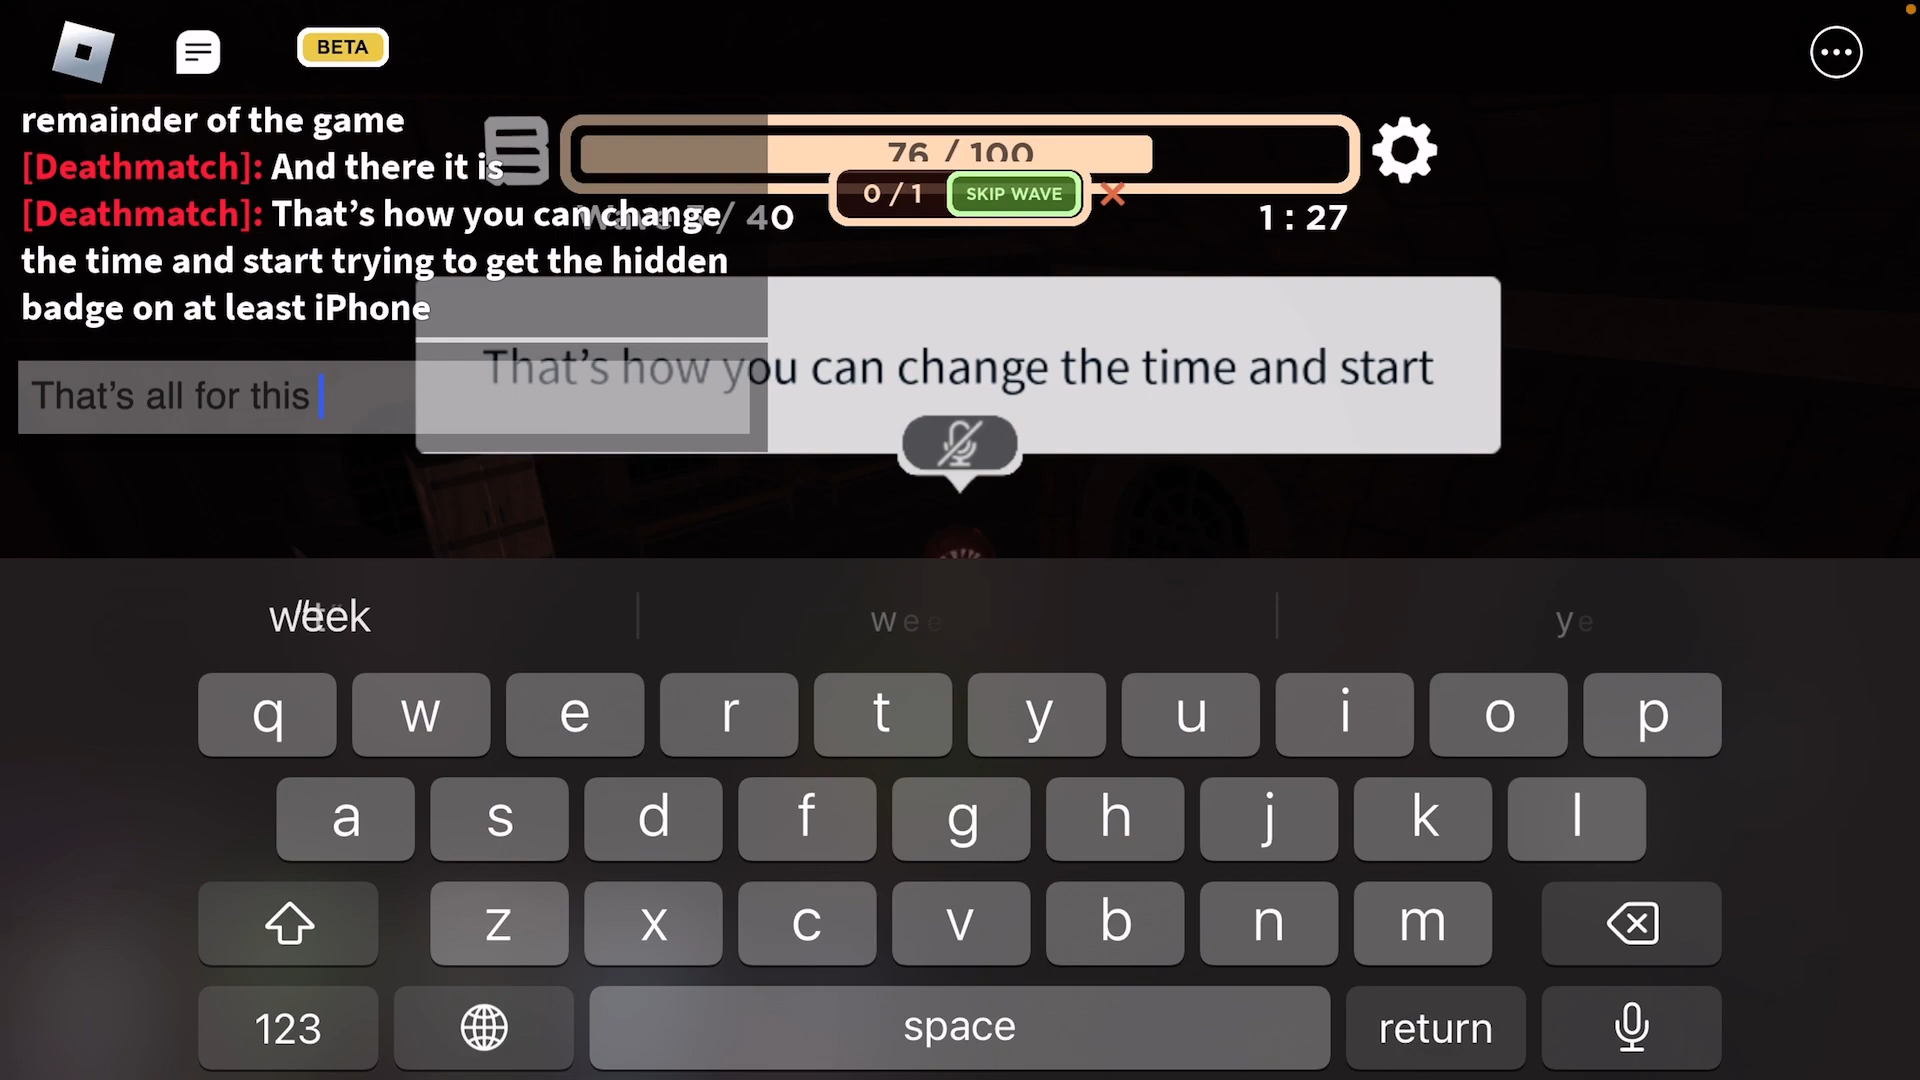 BETA
remainder of the game
[Deathmatch]: And there it is
[Deathmatch]: That’s how you can change
the time and start trying to get the hidden
badge on at least iPhone
76 / 100
0 / 1 SKIP WAVE
/ 40
1 : 27
That’s how you can change the time and start
That’s all for this
week
q w e r t y u i o p
a s d f g h j k l
z x c v b n m
123 space return